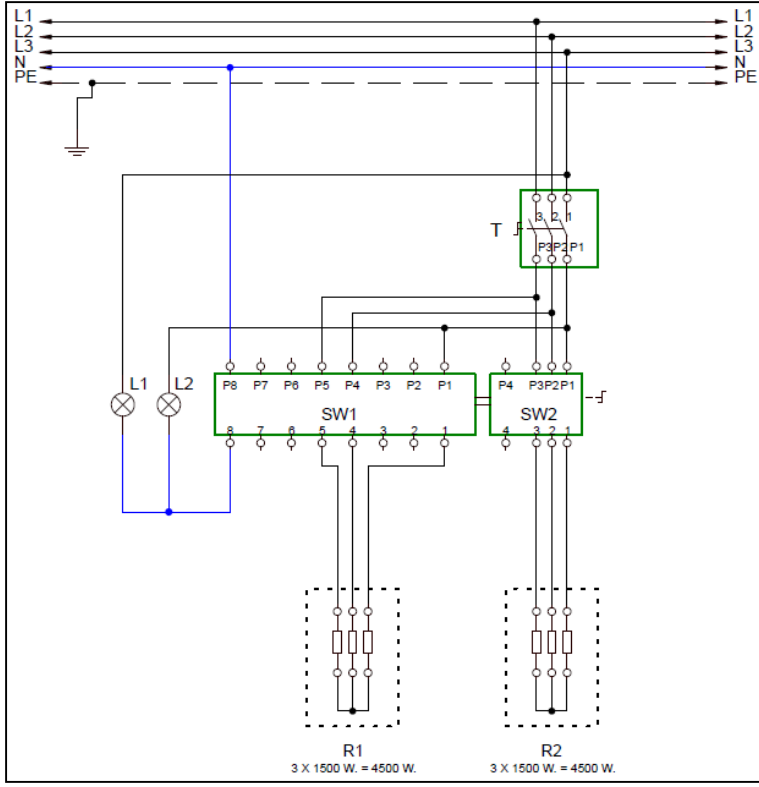 L1 L1
L2 L2
L3 L3
N N
PE PE
3 2 1
T
P3 P2 P1
P8 P7 P6 P5 P4 P3 P2 P1 P4 P3 P2 P1
L1 L2
SW1 SW2
8 7 6 5 4 3 2 1 4 3 2 1
R1 R2
3 X 1500 W. = 4500 W. 3 X 1500 W. = 4500 W.